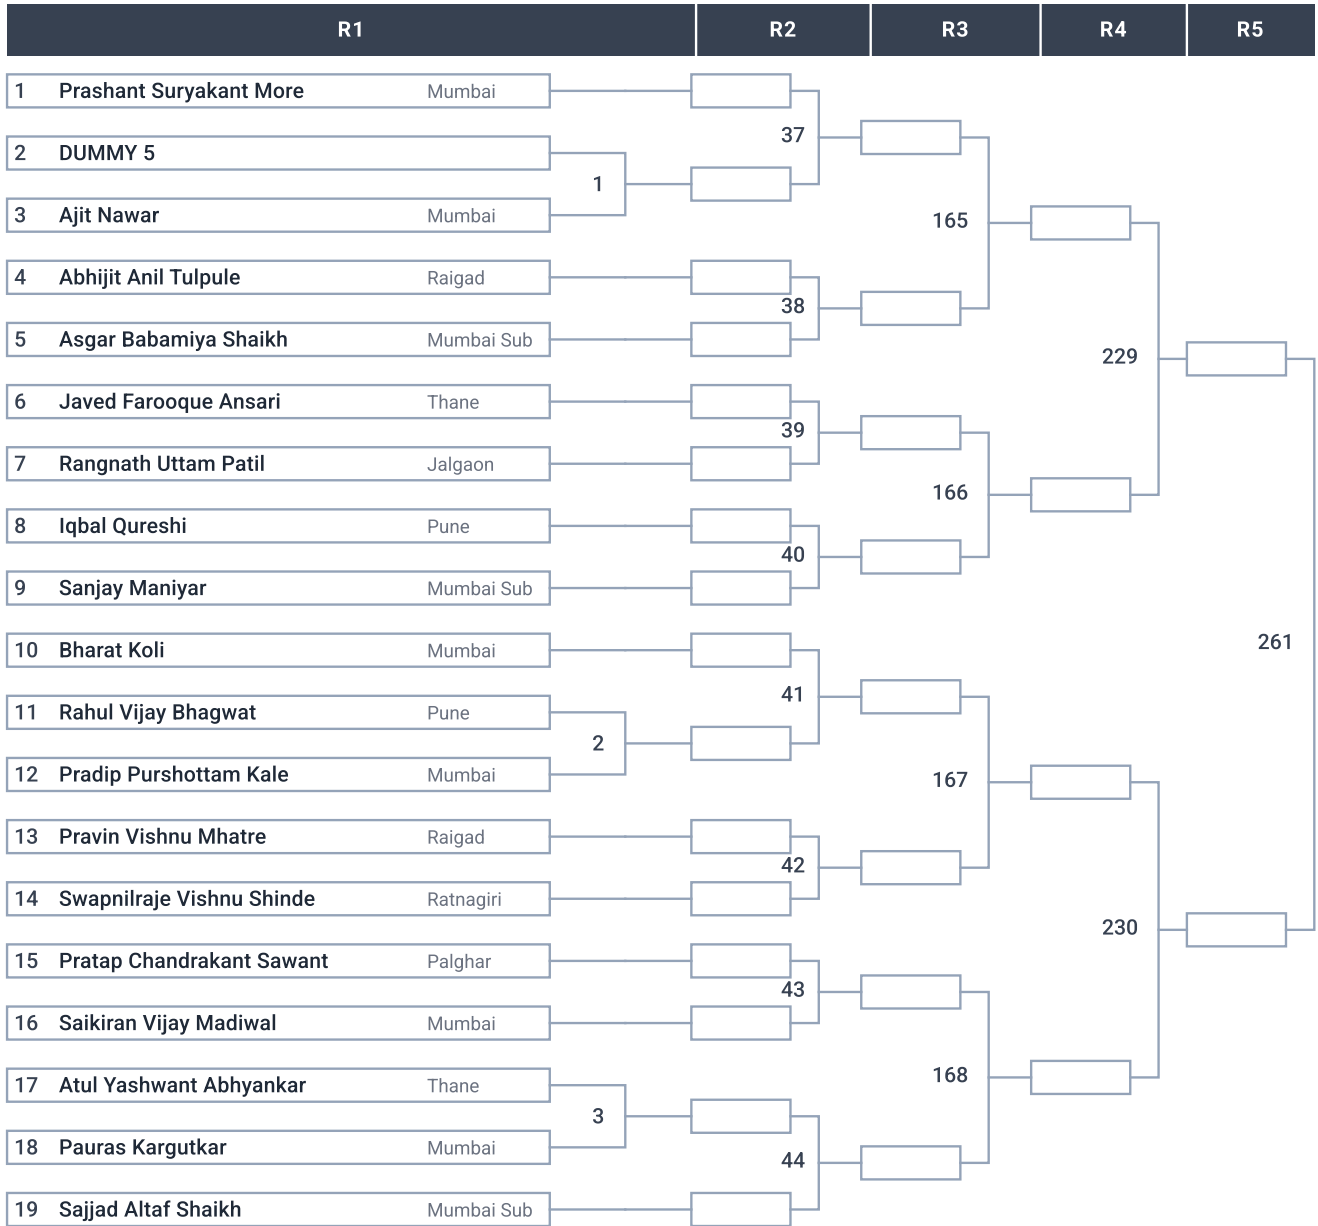 R1 R2 R3 R4 R5
1 Prashant Suryakant More Mumbai
37
2 DUMMY 5
1
3 Ajit Nawar Mumbai
165
4 Abhijit Anil Tulpule Raigad
38
5 Asgar Babamiya Shaikh Mumbai Sub
229
6 Javed Farooque Ansari Thane
39
7 Rangnath Uttam Patil Jalgaon
166
8 Iqbal Qureshi Pune
40
9 Sanjay Maniyar Mumbai Sub
261
10 Bharat Koli Mumbai
41
11 Rahul Vijay Bhagwat Pune
2
12 Pradip Purshottam Kale Mumbai
167
13 Pravin Vishnu Mhatre Raigad
42
14 Swapnilraje Vishnu Shinde Ratnagiri
230
15 Pratap Chandrakant Sawant Palghar
43
16 Saikiran Vijay Madiwal Mumbai
168
17 Atul Yashwant Abhyankar Thane
3
18 Pauras Kargutkar Mumbai
44
19 Sajjad Altaf Shaikh Mumbai Sub